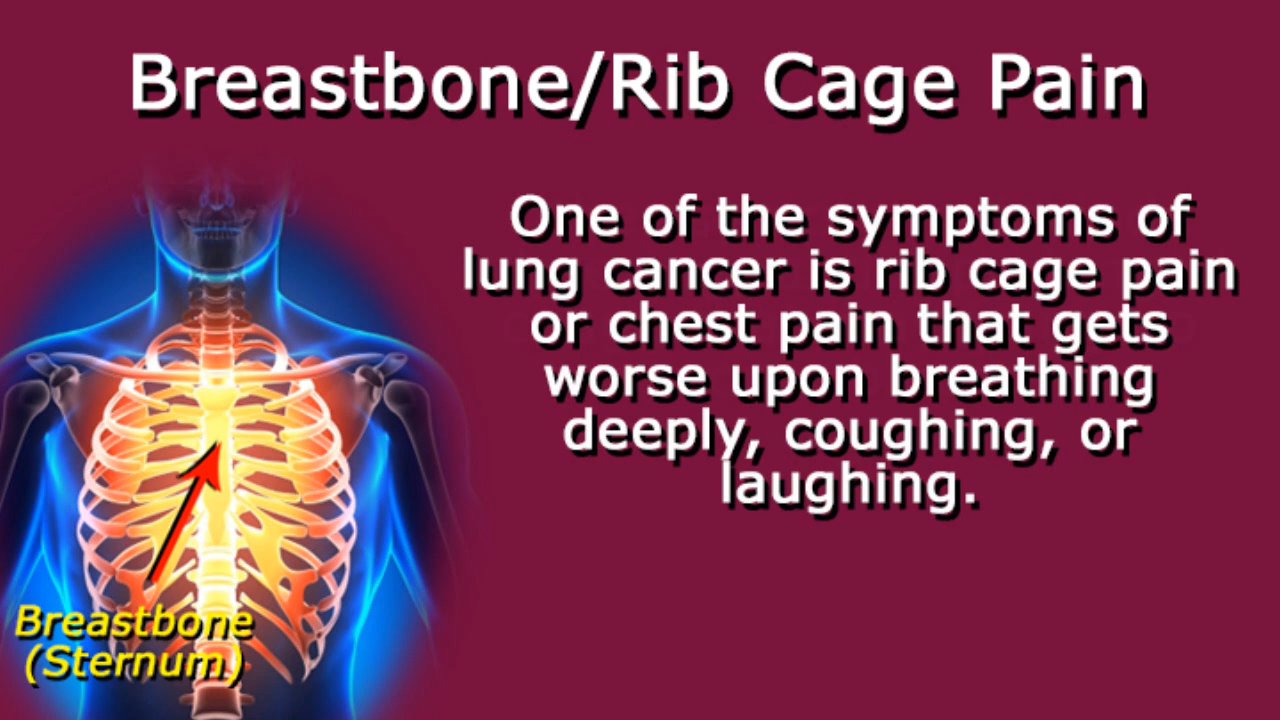 Breastbone/Rib Cage Pain
One of the symptoms of
lung cancer is rib cage pain
or chest pain that gets
worse upon breathing
deeply, coughing, or
laughing.
Breastbone
(Sternum)